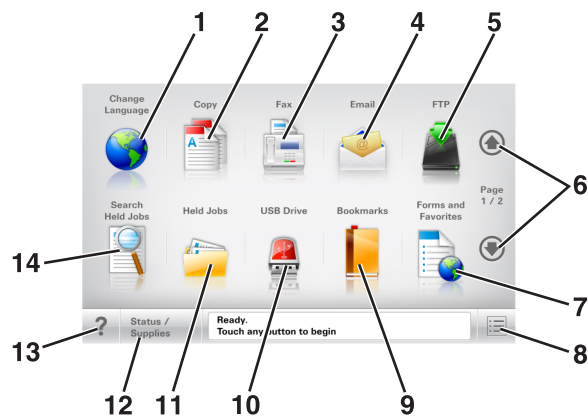 1
2
3
4
5
Change
Language
Copy
Fax
Email
FTP
A
@
6
Page
1 / 2
Search
Held Jobs
Held Jobs
USB Drive
Bookmarks
Forms and
Favorites
14
7
?
Status /
Supplies
Ready.
Touch any button to begin
13
12
11
10
9
8